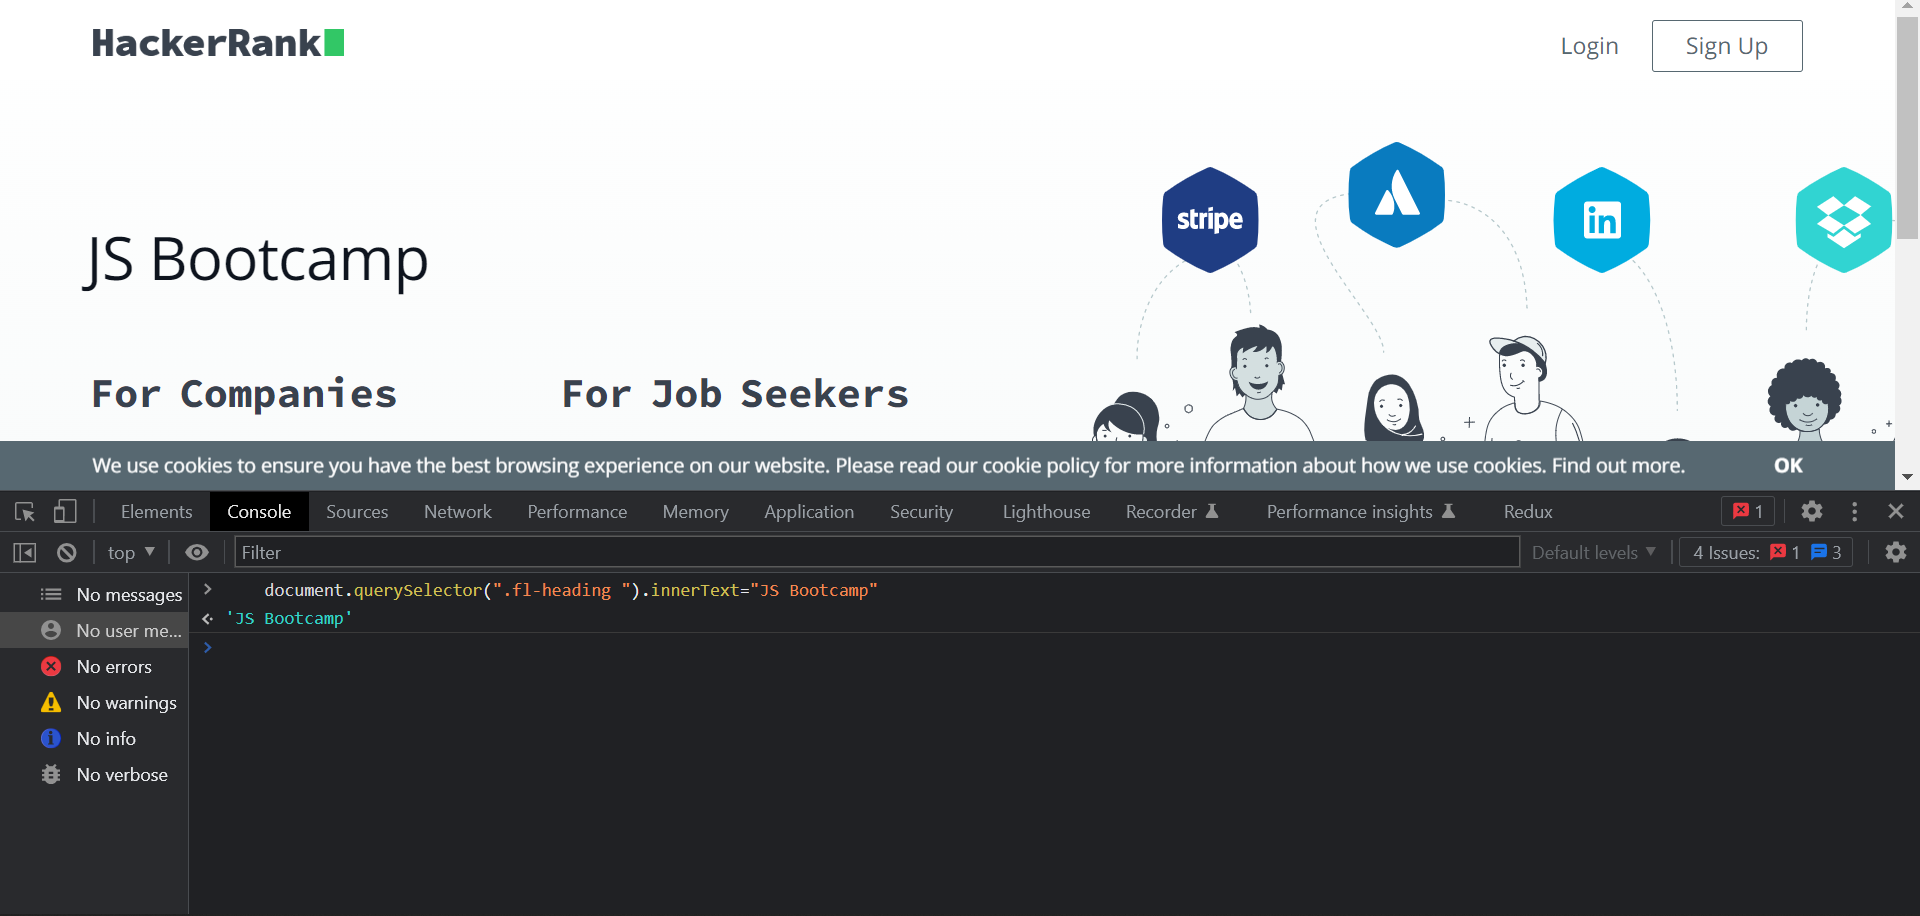 HackerRank
Login
Sign Up
stripe
in
JS Bootcamp
For Companies
For Job Seekers
We use cookies to ensure you have the best browsing experience on our website. Please read our cookie policy for more information about how we use cookies. Find out more.
OK
Elements
Console
Sources
Network
Performance
Memory
Application
Security
Lighthouse
Recorder
Performance insights
Redux
1
top
Filter
Default levels
4 Issues: 1 3
No messages
No user me...
No errors
No warnings
No info
No verbose
> document.querySelector(".fl-heading ").innerText="JS Bootcamp"
'JS Bootcamp'
>